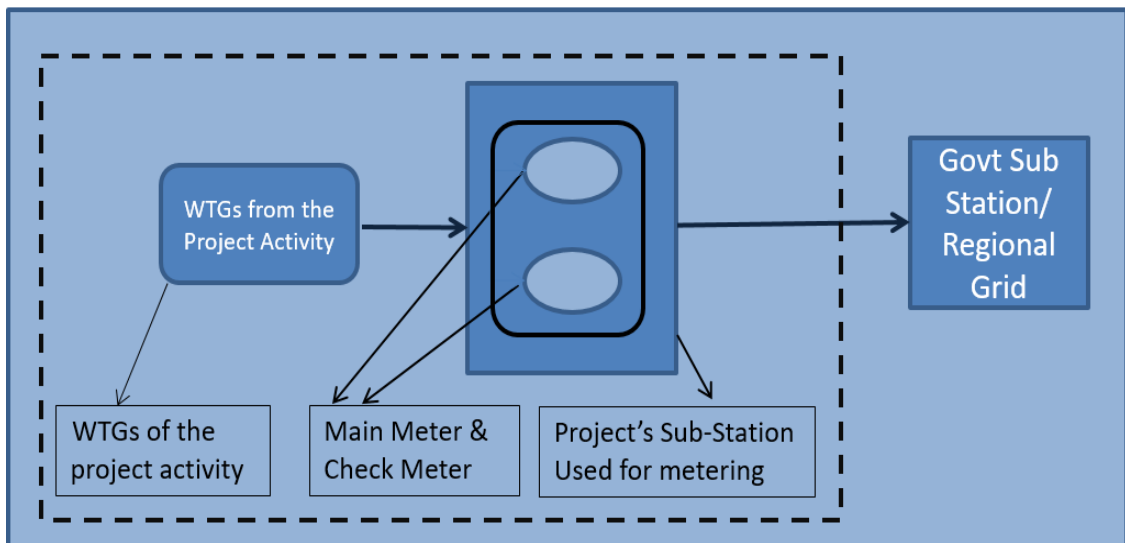 WTGs from the
Project Activity
Govt Sub
Station/
Regional
Grid
WTGs of the
project activity
Main Meter &
Check Meter
Project’s Sub-Station
Used for metering